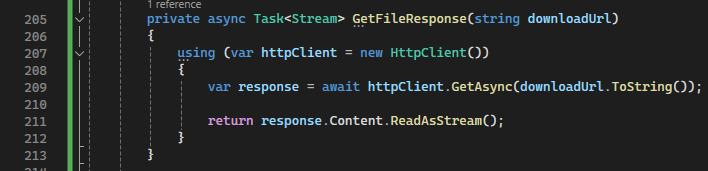 1 reference
205 private async Task<Stream> GetFileResponse(string downloadUrl)
206 {
207 using (var httpClient = new HttpClient())
208 {
209 var response = await httpClient.GetAsync(downloadUrl.ToString());
210
211 return response.Content.ReadAsStream();
212 }
213 }